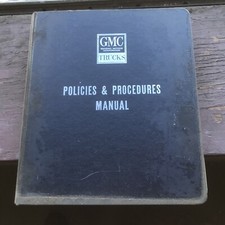 GMC
TRUCKS
POLICIES & PROCEDURES
MANUAL